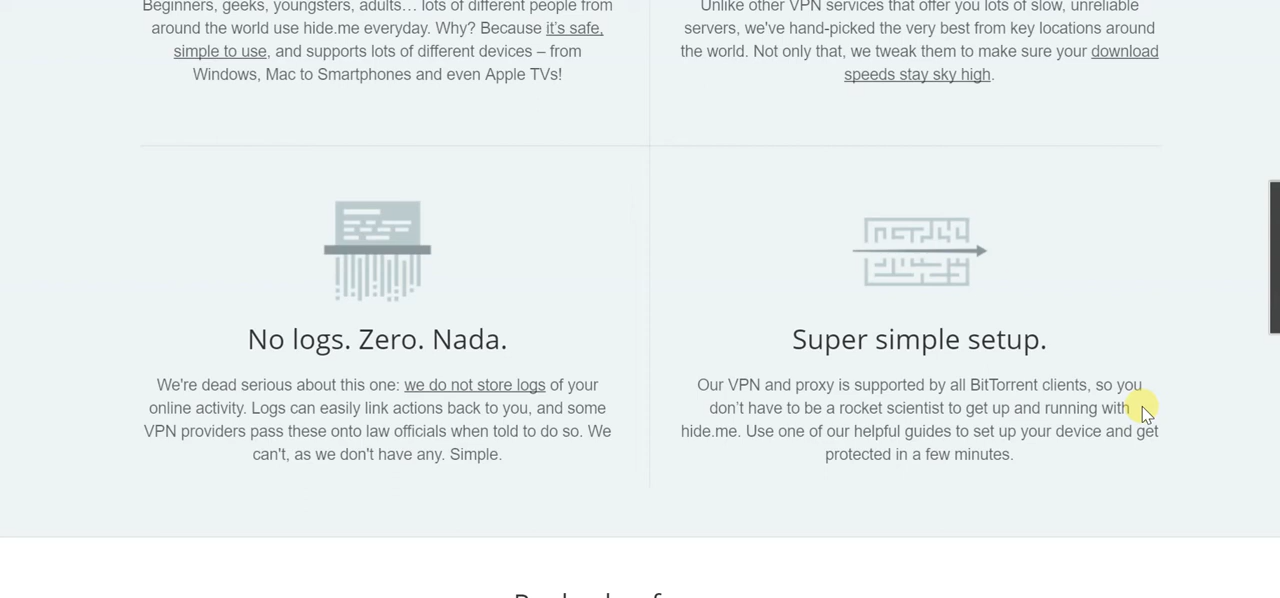 Beginners, geeks, youngsters, adults… lots of different people from
around the world use hide.me everyday. Why? Because it's safe,
simple to use, and supports lots of different devices – from
Windows, Mac to Smartphones and even Apple TVs!
Unlike other VPN services that offer you lots of slow, unreliable
servers, we've hand-picked the very best from key locations around
the world. Not only that, we tweak them to make sure your download
speeds stay sky high.
No logs. Zero. Nada.
We're dead serious about this one: we do not store logs of your
online activity. Logs can easily link actions back to you, and some
VPN providers pass these onto law officials when told to do so. We
can't, as we don't have any. Simple.
Super simple setup.
Our VPN and proxy is supported by all BitTorrent clients, so you
don't have to be a rocket scientist to get up and running with
hide.me. Use one of our helpful guides to set up your device and get
protected in a few minutes.